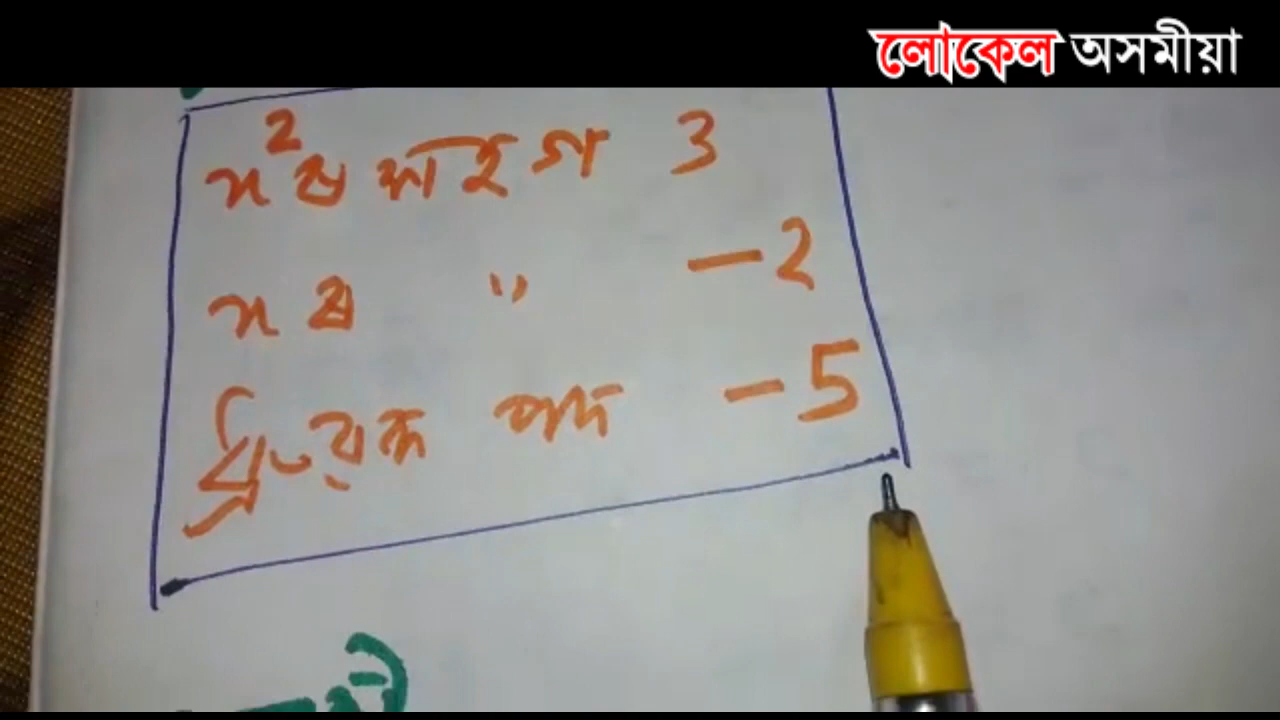 লোকেল অসমীয়া
x²ৰ সহগ 3
xৰ " -2
ধ্ৰুৱক পদ -5